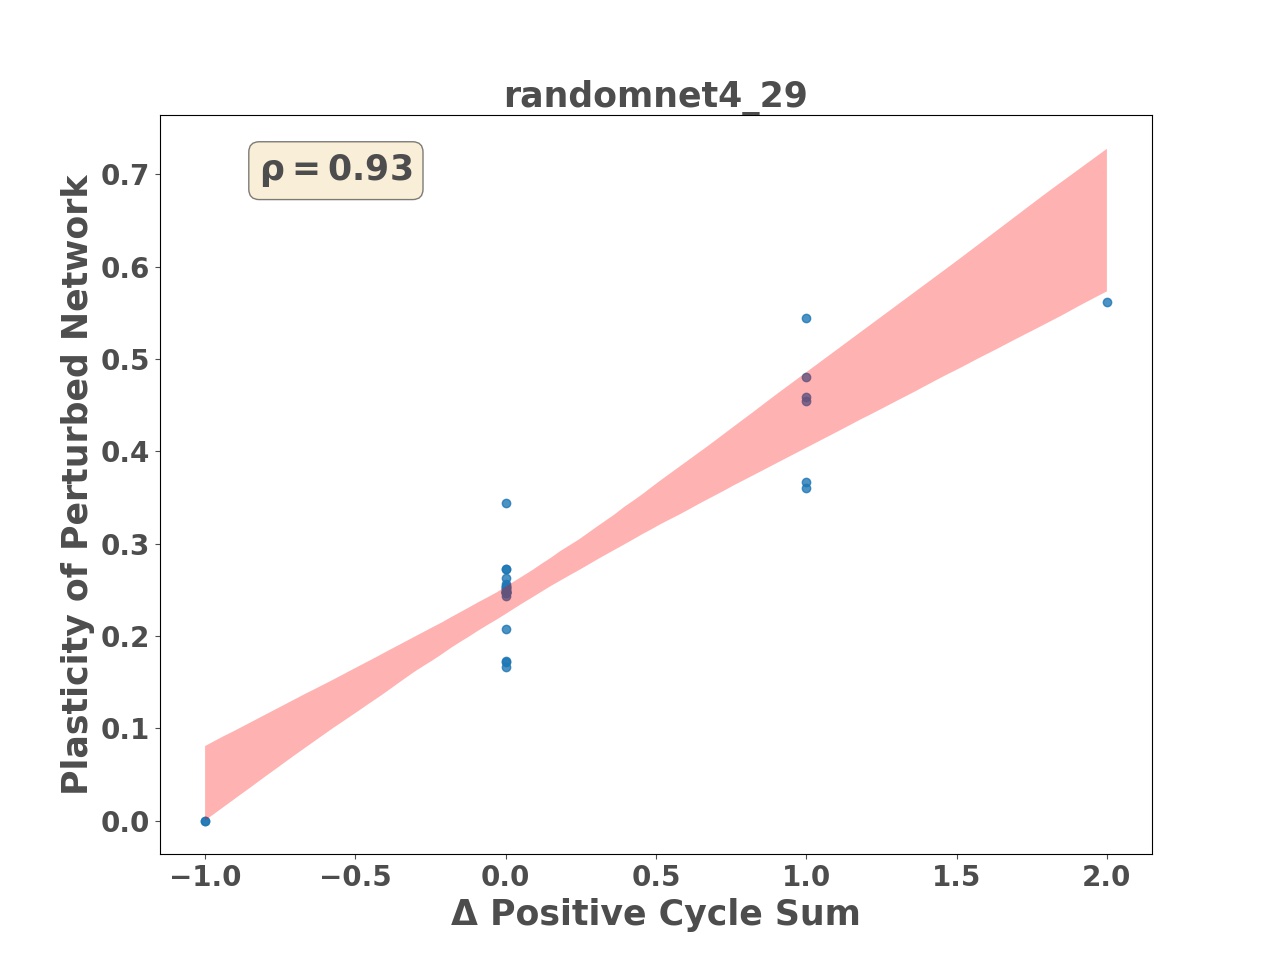 randomnet4_29
ρ = 0.93
Plasticity of Perturbed Network
0.7
0.6
0.5
0.4
0.3
0.2
0.1
0.0
−1.0 −0.5 0.0 0.5 1.0 1.5 2.0
Δ Positive Cycle Sum